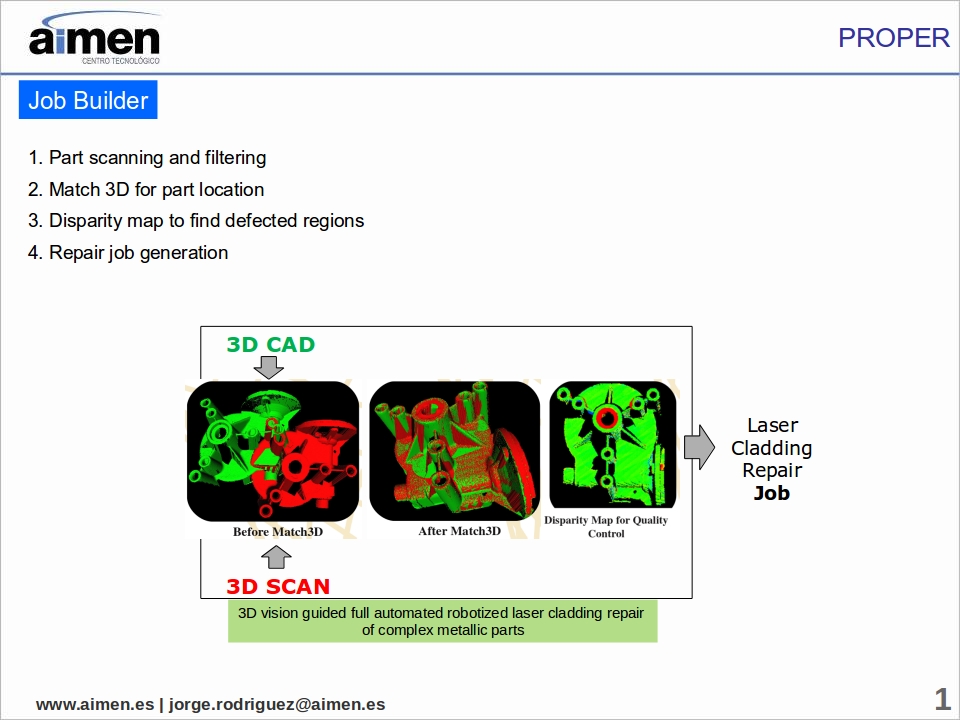 aimen
CENTRO TECNOLÓGICO
PROPER
Job Builder
1. Part scanning and filtering
2. Match 3D for part location
3. Disparity map to find defected regions
4. Repair job generation
3D CAD
Before Match3D
After Match3D
Disparity Map for Quality
Control
3D SCAN
Laser
Cladding
Repair
Job
3D vision guided full automated robotized laser cladding repair
of complex metallic parts
www.aimen.es | jorge.rodriguez@aimen.es
1